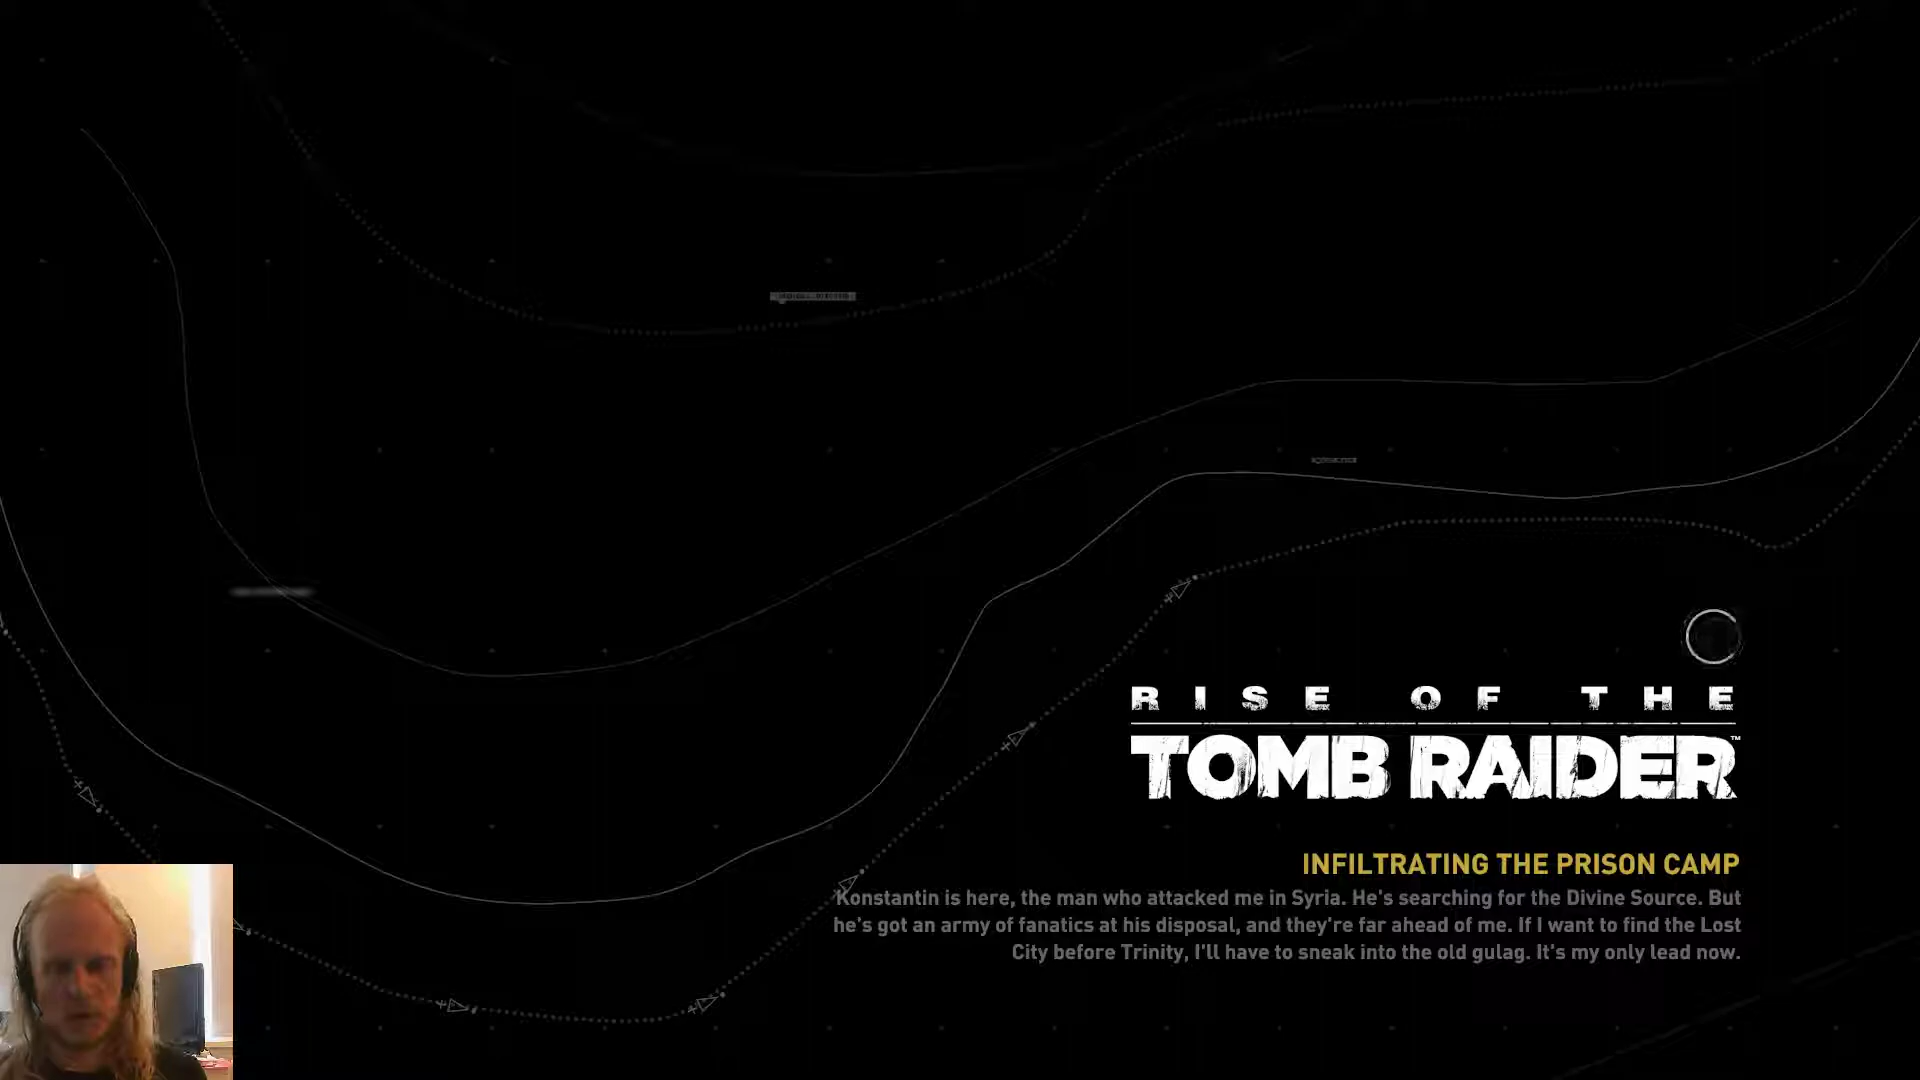 RISE OF THE
TOMB RAIDER™
INFILTRATING THE PRISON CAMP
Konstantin is here, the man who attacked me in Syria. He's searching for the Divine Source. But
he's got an army of fanatics at his disposal, and they're far ahead of me. If I want to find the Lost
City before Trinity, I'll have to sneak into the old gulag. It's my only lead now.